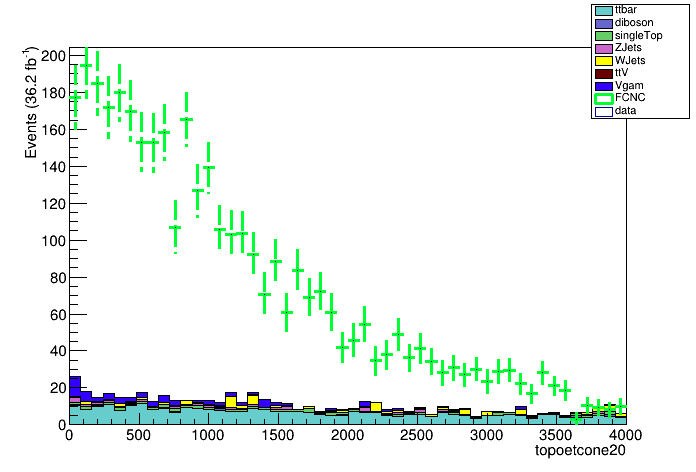 ttbar
diboson
singleTop
ZJets
WJets
ttV
Vgam
FCNC
data
Events (36.2 fb⁻¹)
200
180
160
140
120
100
80
60
40
20
0
0 500 1000 1500 2000 2500 3000 3500 4000
topoetcone20